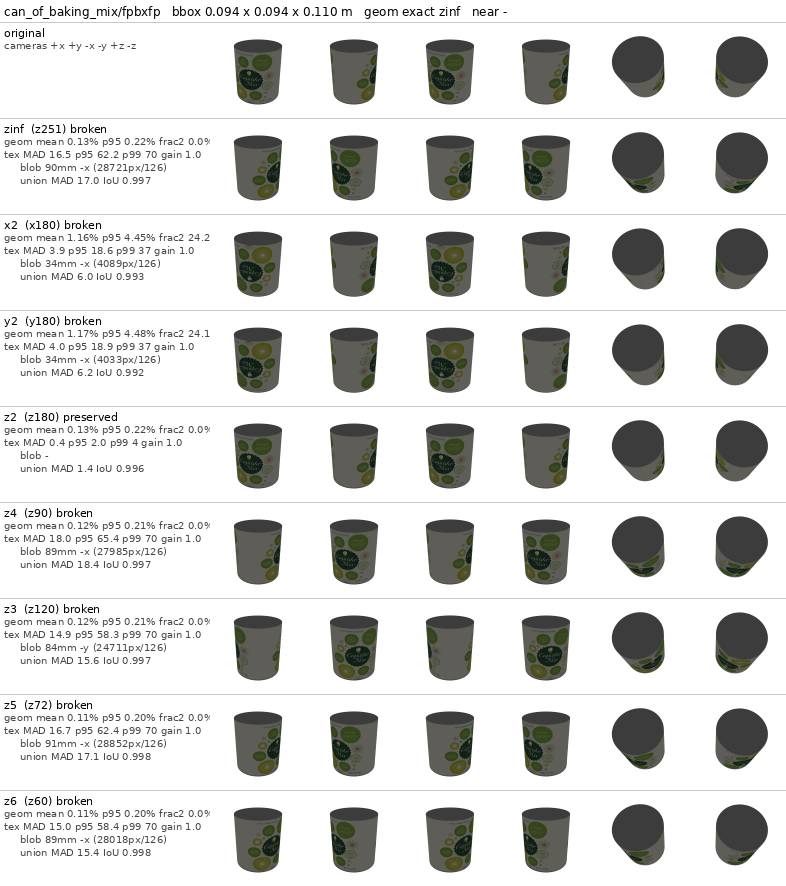 can_of_baking_mix/fpbxfp bbox 0.094 x 0.094 x 0.110 m geom exact zinf near -
original
cameras +x +y -x -y +z -z
zinf (z251) broken
geom mean 0.13% p95 0.22% frac2 0.0%
tex MAD 16.5 p95 62.2 p99 70 gain 1.0
blob 90mm -x (28721px/126)
union MAD 17.0 IoU 0.997
x2 (x180) broken
geom mean 1.16% p95 4.45% frac2 24.2
tex MAD 3.9 p95 18.6 p99 37 gain 1.0
blob 34mm -x (4089px/126)
union MAD 6.0 IoU 0.993
y2 (y180) broken
geom mean 1.17% p95 4.48% frac2 24.1
tex MAD 4.0 p95 18.9 p99 37 gain 1.0
blob 34mm -x (4033px/126)
union MAD 6.2 IoU 0.992
z2 (z180) preserved
geom mean 0.13% p95 0.22% frac2 0.0%
tex MAD 0.4 p95 2.0 p99 4 gain 1.0
blob -
union MAD 1.4 IoU 0.996
z4 (z90) broken
geom mean 0.12% p95 0.21% frac2 0.0%
tex MAD 18.0 p95 65.4 p99 70 gain 1.0
blob 89mm -x (27985px/126)
union MAD 18.4 IoU 0.997
z3 (z120) broken
geom mean 0.12% p95 0.21% frac2 0.0%
tex MAD 14.9 p95 58.3 p99 70 gain 1.0
blob 84mm -y (24711px/126)
union MAD 15.6 IoU 0.997
z5 (z72) broken
geom mean 0.11% p95 0.20% frac2 0.0%
tex MAD 16.7 p95 62.4 p99 70 gain 1.0
blob 91mm -x (28852px/126)
union MAD 17.1 IoU 0.998
z6 (z60) broken
geom mean 0.11% p95 0.20% frac2 0.0%
tex MAD 15.0 p95 58.4 p99 70 gain 1.0
blob 89mm -x (28018px/126)
union MAD 15.4 IoU 0.998